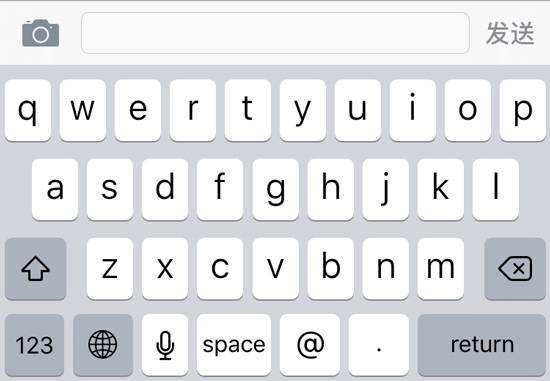 发送
q w e r t y u i o p
a s d f g h j k l
z x c v b n m
123 space @ . return